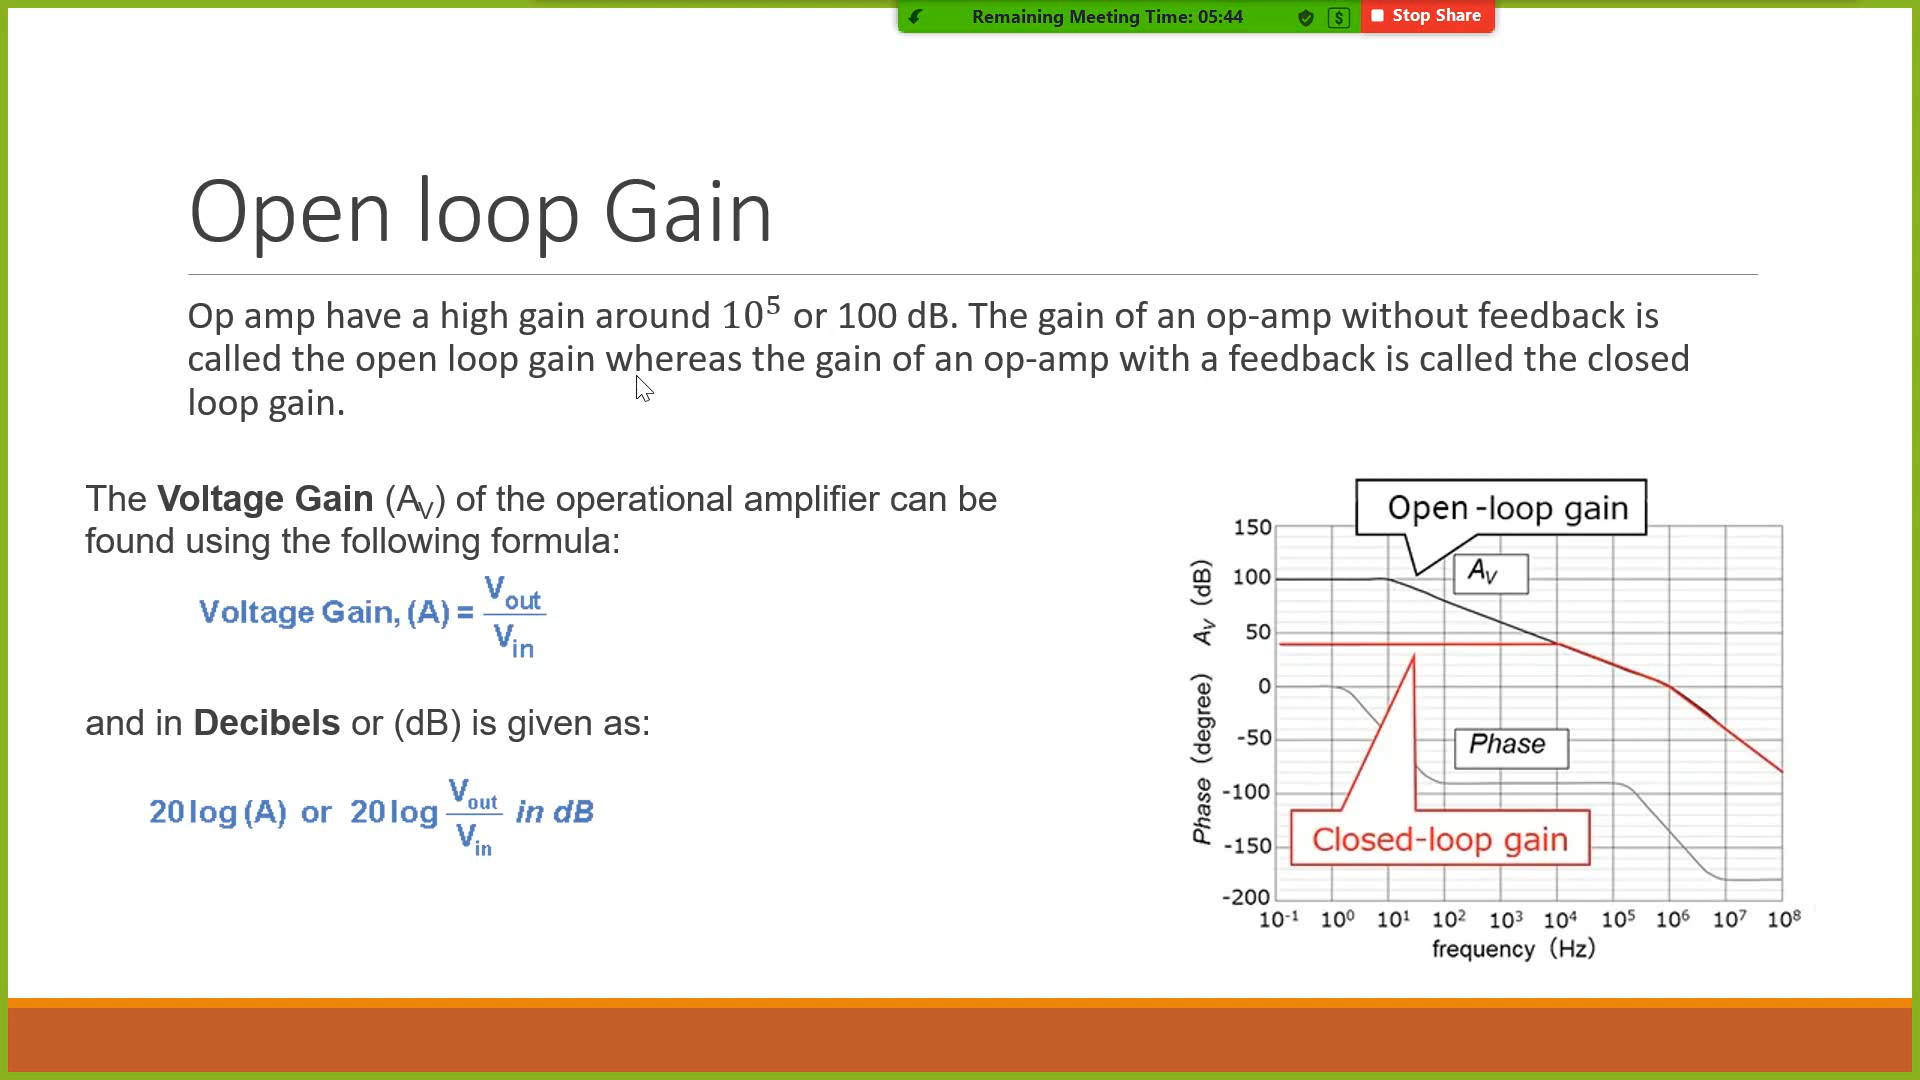 Remaining Meeting Time: 05:44
Stop Share
Open loop Gain
Op amp have a high gain around 10⁵ or 100 dB. The gain of an op-amp without feedback is
called the open loop gain whereas the gain of an op-amp with a feedback is called the closed
loop gain.
The Voltage Gain (AV) of the operational amplifier can be
found using the following formula:
Voltage Gain, (A) = Vout / Vin
and in Decibels or (dB) is given as:
20log(A) or 20log Vout / Vin in dB
Open-loop gain
AV
Phase
Closed-loop gain
AV (dB)
Phase (degree)
150
100
50
0
-50
-100
-150
-200
10⁻¹ 10⁰ 10¹ 10² 10³ 10⁴ 10⁵ 10⁶ 10⁷ 10⁸
frequency (Hz)